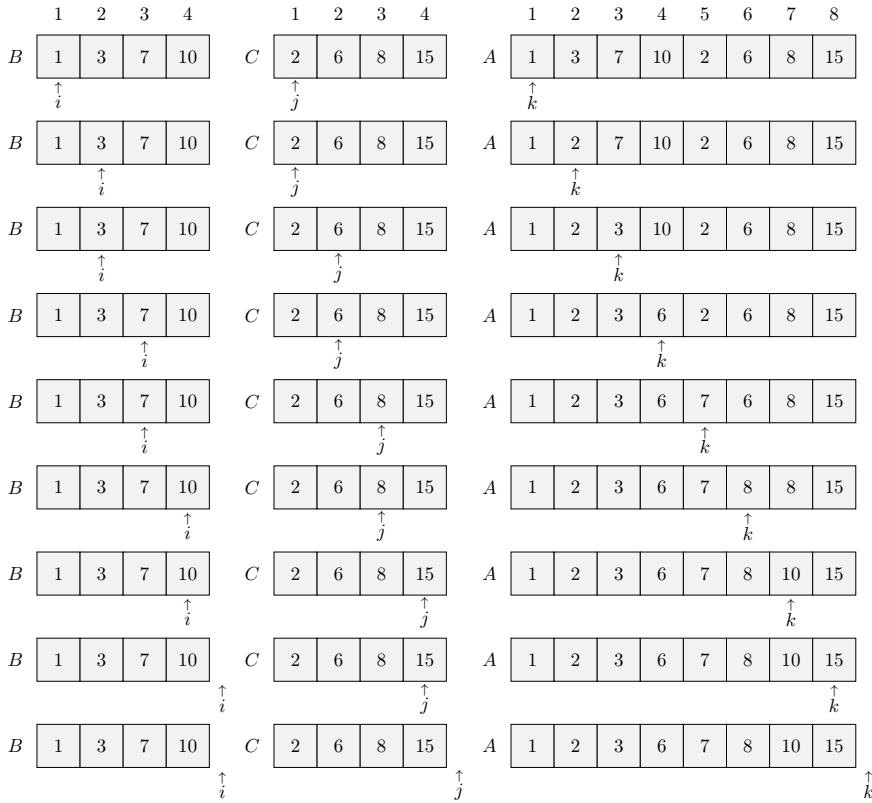 1 2 3 4 1 2 3 4 1 2 3 4 5 6 7 8
B 1 3 7 10 C 2 6 8 15 A 1 3 7 10 2 6 8 15
↑ ↑ ↑
i j k
B 1 3 7 10 C 2 6 8 15 A 1 2 7 10 2 6 8 15
↑ ↑ ↑
i j k
B 1 3 7 10 C 2 6 8 15 A 1 2 3 10 2 6 8 15
↑ ↑ ↑
i j k
B 1 3 7 10 C 2 6 8 15 A 1 2 3 6 2 6 8 15
↑ ↑ ↑
i j k
B 1 3 7 10 C 2 6 8 15 A 1 2 3 6 7 6 8 15
↑ ↑ ↑
i j k
B 1 3 7 10 C 2 6 8 15 A 1 2 3 6 7 8 8 15
↑ ↑ ↑
i j k
B 1 3 7 10 C 2 6 8 15 A 1 2 3 6 7 8 10 15
↑ ↑ ↑
i j k
B 1 3 7 10 C 2 6 8 15 A 1 2 3 6 7 8 10 15
↑ ↑ ↑
i j k
B 1 3 7 10 C 2 6 8 15 A 1 2 3 6 7 8 10 15
↑ ↑ ↑
i j k